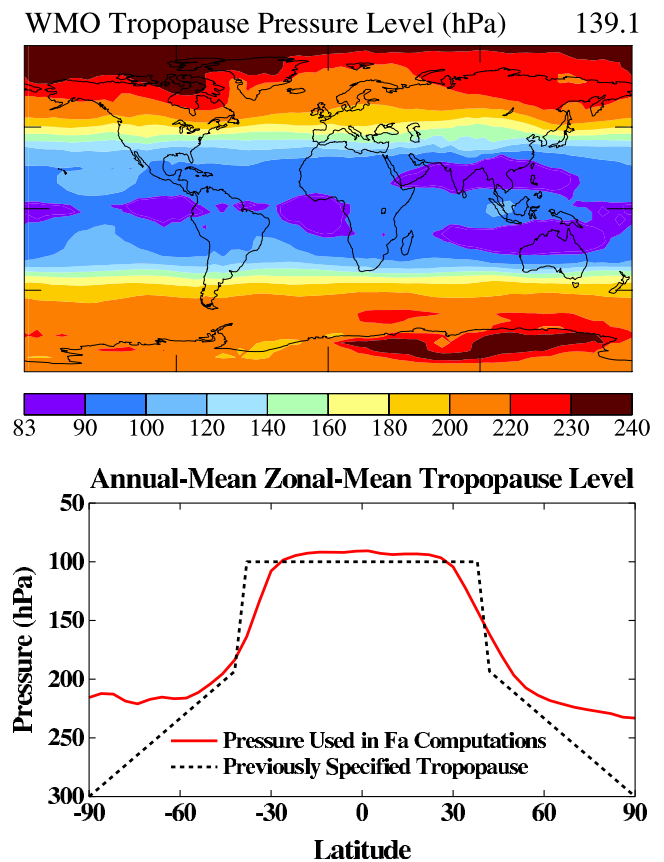 WMO Tropopause Pressure Level (hPa) 139.1
83 90 100 120 140 160 180 200 220 230 240
Annual-Mean Zonal-Mean Tropopause Level
50
100
150
200
250
300
Pressure (hPa)
Pressure Used in Fa Computations
Previously Specified Tropopause
-90 -60 -30 0 30 60 90
Latitude